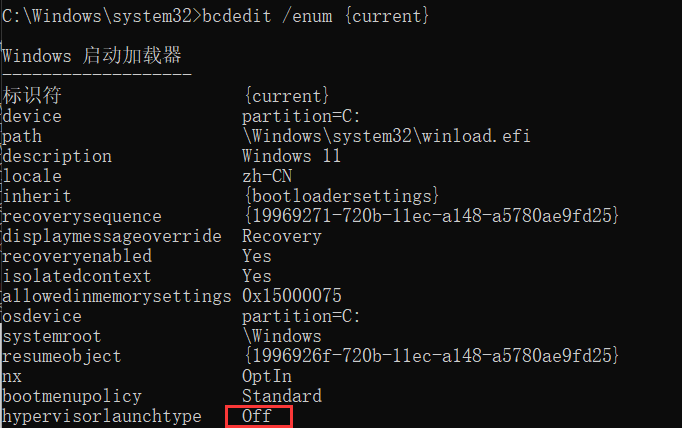 C:\Windows\system32>bcdedit /enum {current}
Windows 启动加载器
-------------------
标识符                  {current}
device                  partition=C:
path                    \Windows\system32\winload.efi
description             Windows 11
locale                  zh-CN
inherit                 {bootloadersettings}
recoverysequence        {19969271-720b-11ec-a148-a5780ae9fd25}
displaymessageoverride  Recovery
recoveryenabled         Yes
isolatedcontext         Yes
allowedinmemorysettings 0x15000075
osdevice                partition=C:
systemroot              \Windows
resumeobject            {1996926f-720b-11ec-a148-a5780ae9fd25}
nx                      OptIn
bootmenupolicy          Standard
hypervisorlaunchtype    Off